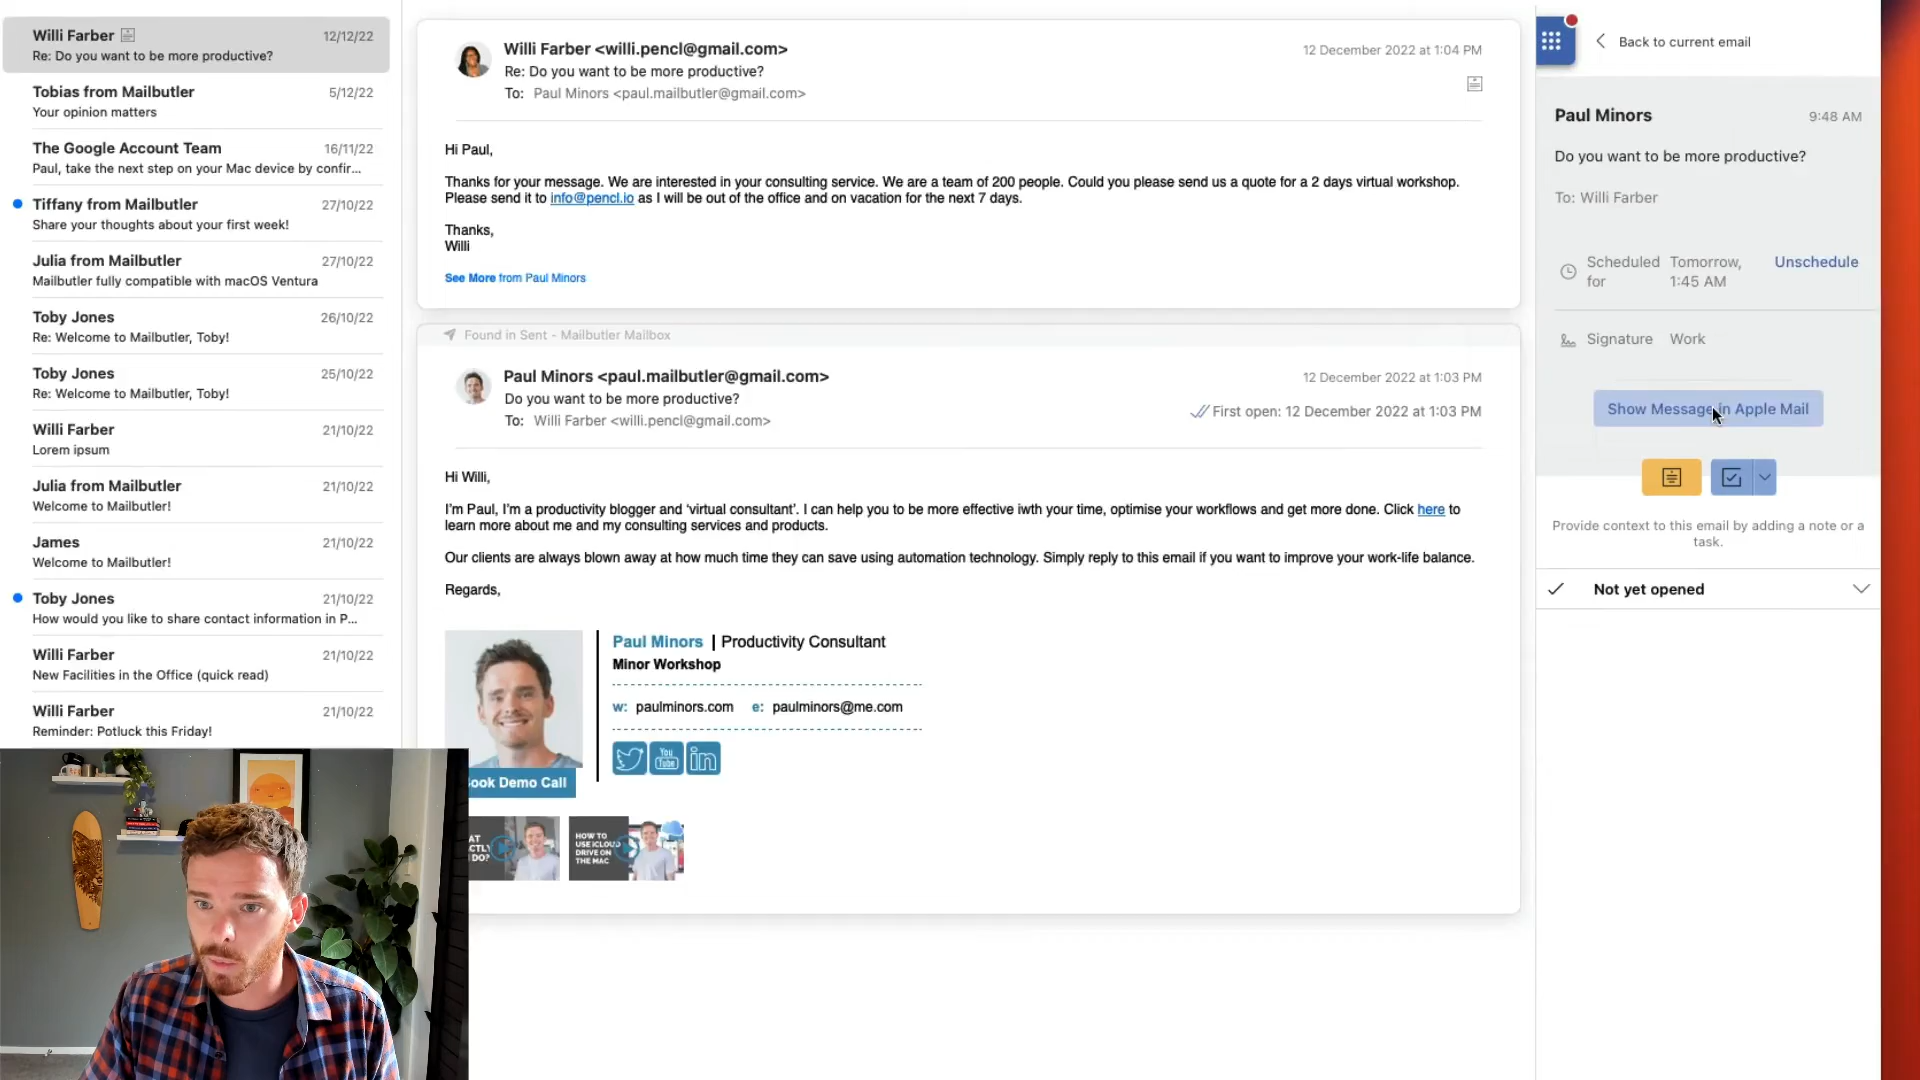 Willi Farber 12/12/22
Re: Do you want to be more productive?
Tobias from Mailbutler 5/12/22
Your opinion matters
The Google Account Team 16/11/22
Paul, take the next step on your Mac device by confir...
Tiffany from Mailbutler 27/10/22
Share your thoughts about your first week!
Julia from Mailbutler 27/10/22
Mailbutler fully compatible with macOS Ventura
Toby Jones 26/10/22
Re: Welcome to Mailbutler, Toby!
Toby Jones 25/10/22
Re: Welcome to Mailbutler, Toby!
Willi Farber 21/10/22
Lorem ipsum
Julia from Mailbutler 21/10/22
Welcome to Mailbutler!
James 21/10/22
Welcome to Mailbutler!
Toby Jones 21/10/22
How would you like to share contact information in P...
Willi Farber 21/10/22
New Facilities in the Office (quick read)
Willi Farber 21/10/22
Reminder: Potluck this Friday!
Willi Farber <willi.pencl@gmail.com> 12 December 2022 at 1:04 PM
Re: Do you want to be more productive?
To: Paul Minors <paul.mailbutler@gmail.com>
Hi Paul,
Thanks for your message. We are interested in your consulting service. We are a team of 200 people. Could you please send us a quote for a 2 days virtual workshop.
Please send it to info@pencl.io as I will be out of the office and on vacation for the next 7 days.
Thanks,
Willi
See More from Paul Minors
Found in Sent - Mailbutler Mailbox
Paul Minors <paul.mailbutler@gmail.com> 12 December 2022 at 1:03 PM
Do you want to be more productive?
First open: 12 December 2022 at 1:03 PM
To: Willi Farber <willi.pencl@gmail.com>
Hi Willi,
I'm Paul, I'm a productivity blogger and 'virtual consultant'. I can help you to be more effective iwth your time, optimise your workflows and get more done. Click here to
learn more about me and my consulting services and products.
Our clients are always blown away at how much time they can save using automation technology. Simply reply to this email if you want to improve your work-life balance.
Regards,
Paul Minors | Productivity Consultant
Minor Workshop
w: paulminors.com e: paulminors@me.com
You
Tube
in
ook Demo Call
AT
CTLY
DO?
HOW TO
USE ICLOUD
DRIVE ON
THE MAC
Back to current email
Paul Minors 9:48 AM
Do you want to be more productive?
To: Willi Farber
Scheduled Tomorrow, Unschedule
for 1:45 AM
Signature Work
Show Message in Apple Mail
Provide context to this email by adding a note or a
task.
Not yet opened